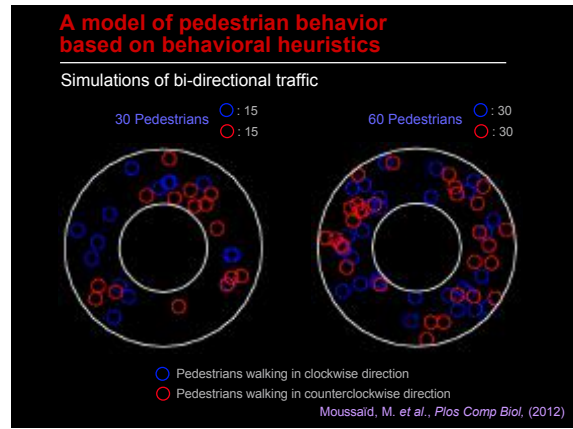 A model of pedestrian behavior
based on behavioral heuristics
Simulations of bi-directional traffic
30 Pedestrians
: 15
: 15
60 Pedestrians
: 30
: 30
Pedestrians walking in clockwise direction
Pedestrians walking in counterclockwise direction
Moussaïd, M. et al., Plos Comp Biol, (2012)